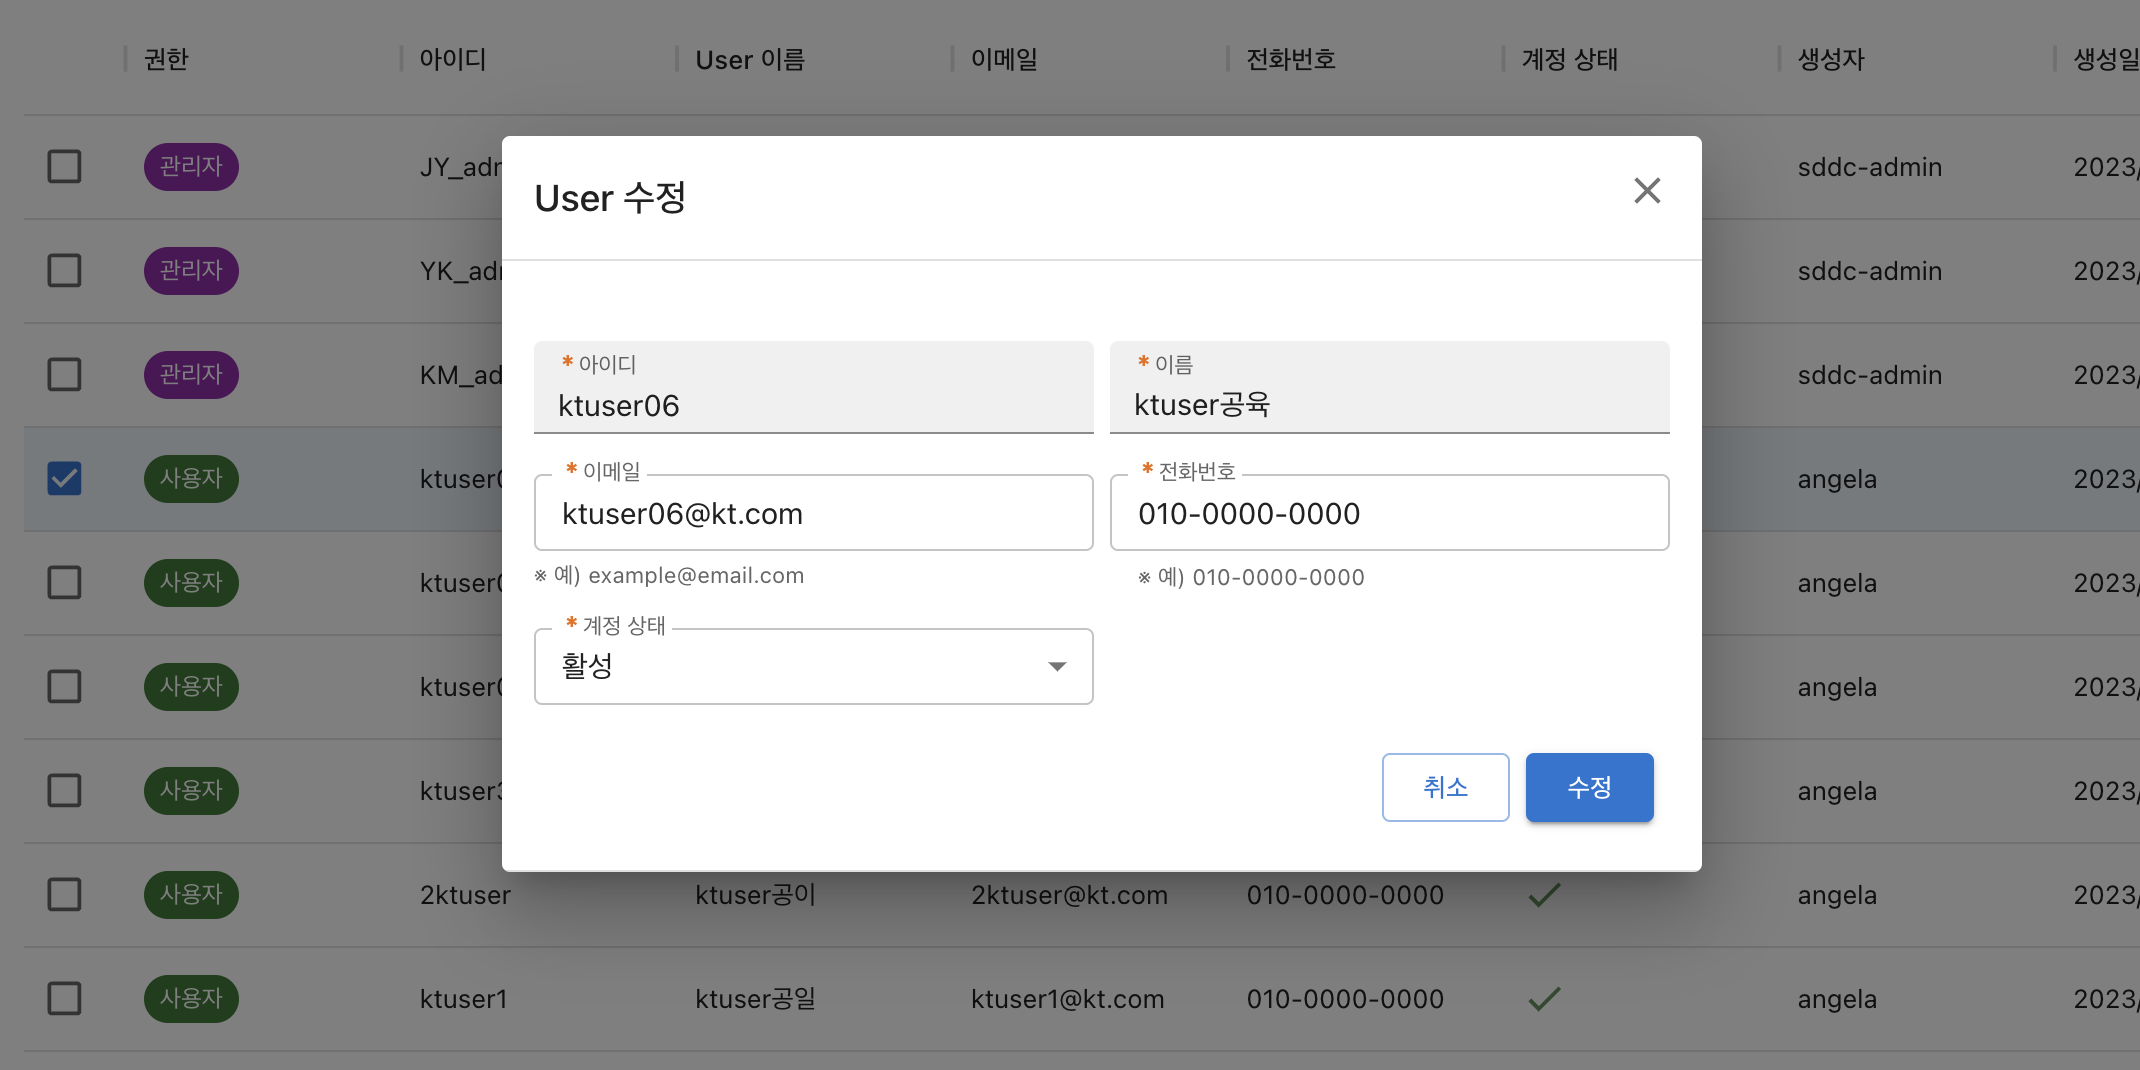 권한 아이디 User 이름 이메일 전화번호 계정 상태 생성자 생성일
관리자 JY_adm sddc-admin 2023/
관리자 YK_adm sddc-admin 2023/
관리자 KM_ad sddc-admin 2023/
사용자 ktuser0 angela 2023/
사용자 ktuser0 angela 2023/
사용자 ktuser0 angela 2023/
사용자 ktuser3 angela 2023/
사용자 2ktuser ktuser공이 2ktuser@kt.com 010-0000-0000 angela 2023/
사용자 ktuser1 ktuser공일 ktuser1@kt.com 010-0000-0000 angela 2023/
User 수정
* 아이디
ktuser06
* 이름
ktuser공육
* 이메일
ktuser06@kt.com
※ 예) example@email.com
* 전화번호
010-0000-0000
※ 예) 010-0000-0000
* 계정 상태
활성
취소 수정